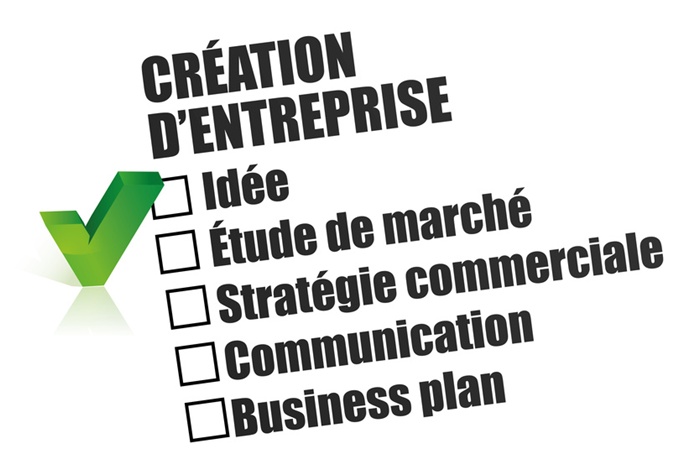 CRÉATION
D'ENTREPRISE
Idée
Étude de marché
Stratégie commerciale
Communication
Business plan